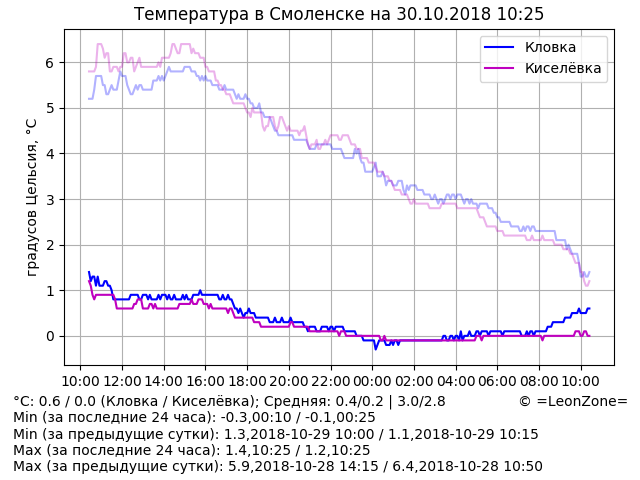 Температура в Смоленске на 30.10.2018 10:25
Кловка
Киселёвка
градусов Цельсия, °C
6
5
4
3
2
1
0
10:00 12:00 14:00 16:00 18:00 20:00 22:00 00:00 02:00 04:00 06:00 08:00 10:00
°C: 0.6 / 0.0 (Кловка / Киселёвка); Средняя: 0.4/0.2 | 3.0/2.8 © =LeonZone=
Min (за последние 24 часа): -0.3,00:10 / -0.1,00:25
Min (за предыдущие сутки): 1.3,2018-10-29 10:00 / 1.1,2018-10-29 10:15
Max (за последние 24 часа): 1.4,10:25 / 1.2,10:25
Max (за предыдущие сутки): 5.9,2018-10-28 14:15 / 6.4,2018-10-28 10:50